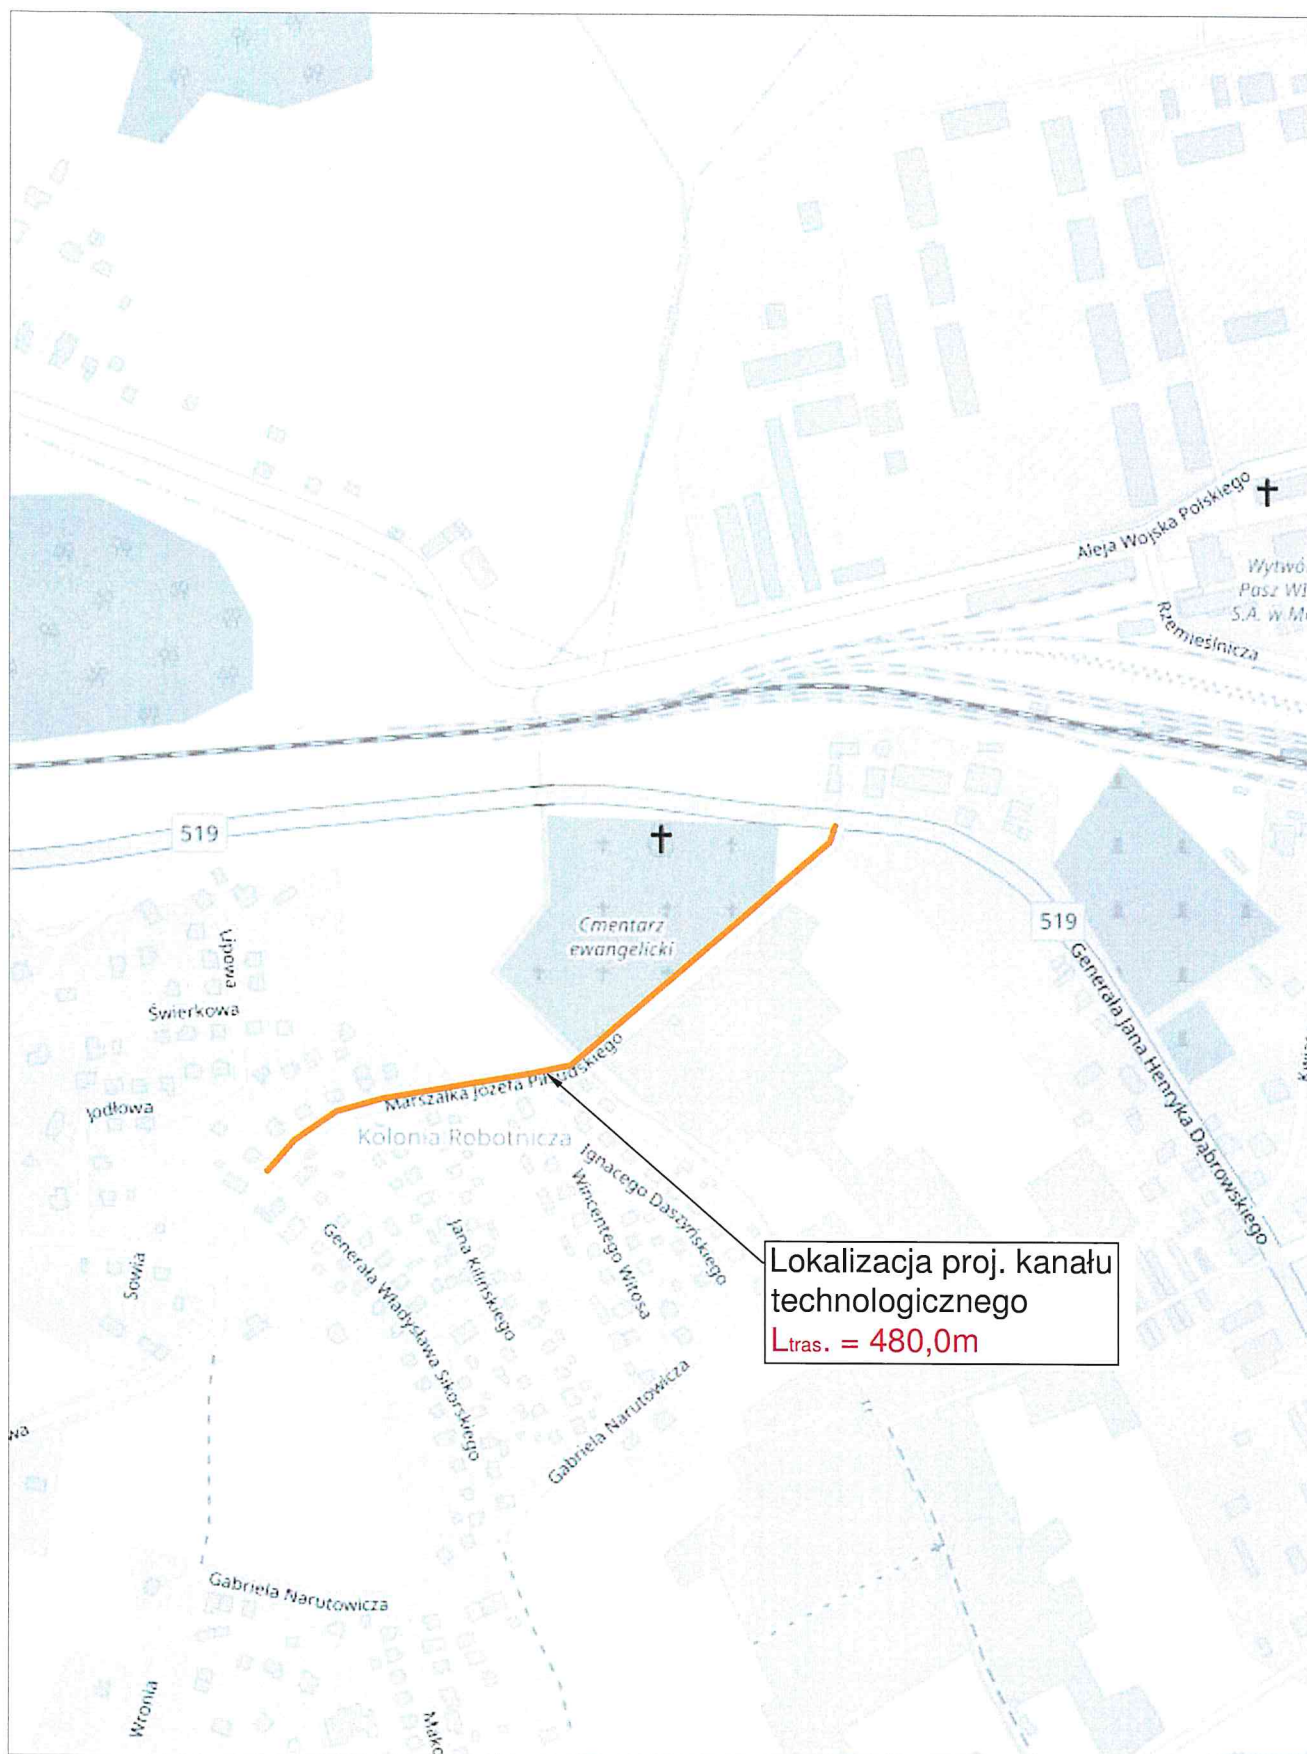 Aleja Wojska Polskiego
Pasz
S.A. w
Rzemieślnicza
519
Cmentarz
ewangelicki
519
Lipowa
Świerkowa
Generała Jana Henryka Dąbrowskiego
Jodłowa
Marszałka Józefa Piłsudskiego
Kolonia Robotnicza
Ignacego Daszyńskiego
Wincentego Witosa
Jana Kilińskiego
Generała Władysława Sikorskiego
Sowia
Lokalizacja proj. kanału
technologicznego
Ltras. = 480,0m
Gabriela Narutowicza
Gabriela Narutowicza
Wronia